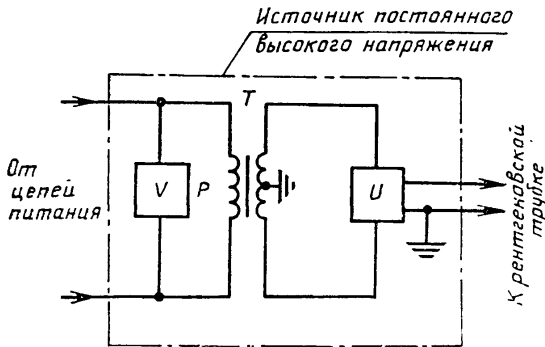 Источник постоянного
высокого напряжения
T
От
цепей
питания
V
P
U
К рентгеновской
трубке